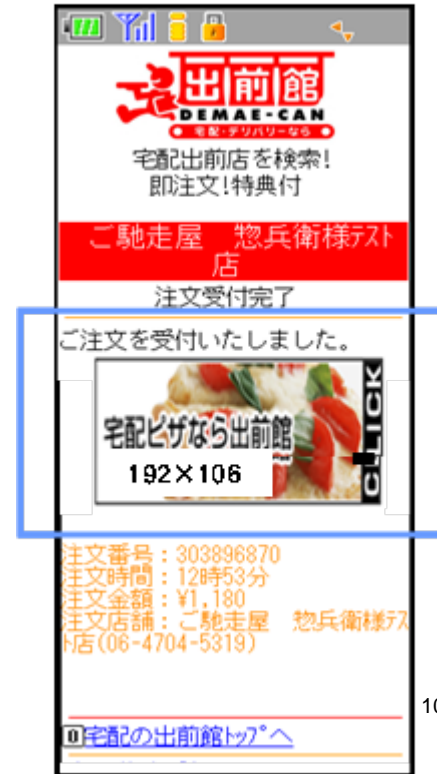 出前館
DEMAE-CAN
宅配・デリバリーなら
宅配出前店を検索!
即注文!特典付
ご馳走屋　惣兵衛様ﾃｽﾄ
店
注文受付完了
ご注文を受付いたしました。
宅配ピザなら出前館
192×106
CLICK
注文番号：303896870
注文時間：12時53分
注文金額：¥1,180
注文店舗：ご馳走屋　惣兵衛様ﾃｽ
ﾄ店(06-4704-5319)
10
0宅配の出前館ﾄｯﾌﾟへ